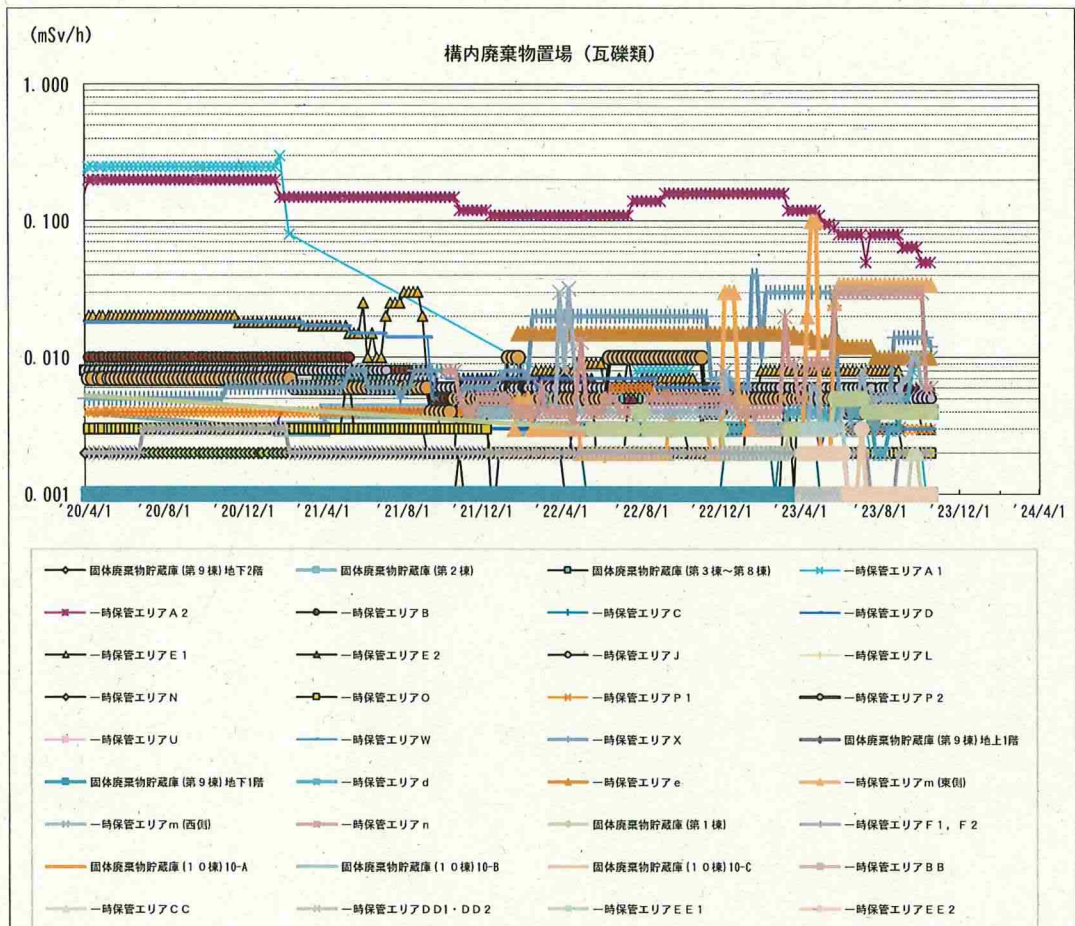 (mSv/h)
構内廃棄物置場 (瓦礫類)
1.000
0.100
0.010
0.001
'20/4/1 '20/8/1 '20/12/1 '21/4/1 '21/8/1 '21/12/1 '22/4/1 '22/8/1 '22/12/1 '23/4/1 '23/8/1 '23/12/1 '24/4/1
固体廃棄物貯蔵庫(第9棟)地下2階 固体廃棄物貯蔵庫(第2棟) 固体廃棄物貯蔵庫(第3棟～第8棟) 一時保管エリアA1
一時保管エリアA2 一時保管エリアB 一時保管エリアC 一時保管エリアD
一時保管エリアE1 一時保管エリアE2 一時保管エリアJ 一時保管エリアL
一時保管エリアN 一時保管エリアO 一時保管エリアP1 一時保管エリアP2
一時保管エリアU 一時保管エリアW 一時保管エリアX 固体廃棄物貯蔵庫(第9棟)地上1階
固体廃棄物貯蔵庫(第9棟)地下1階 一時保管エリアd 一時保管エリアe 一時保管エリアm(東側)
一時保管エリアm(西側) 一時保管エリアn 固体廃棄物貯蔵庫(第1棟) 一時保管エリアF1, F2
固体廃棄物貯蔵庫(10棟)10-A 固体廃棄物貯蔵庫(10棟)10-B 固体廃棄物貯蔵庫(10棟)10-C 一時保管エリアBB
一時保管エリアCC 一時保管エリアDD1・DD2 一時保管エリアEE1 一時保管エリアEE2